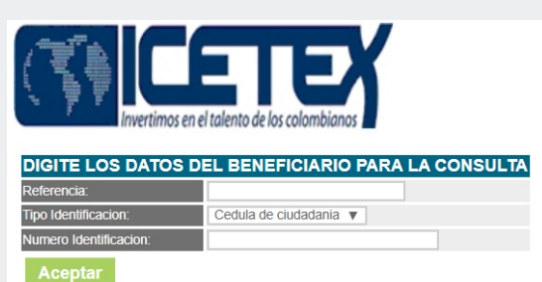 ICETEX
Invertimos en el talento de los colombianos
DIGITE LOS DATOS DEL BENEFICIARIO PARA LA CONSULTA
Referencia:
Tipo Identificacion: Cedula de ciudadania
Numero Identificacion:
Aceptar